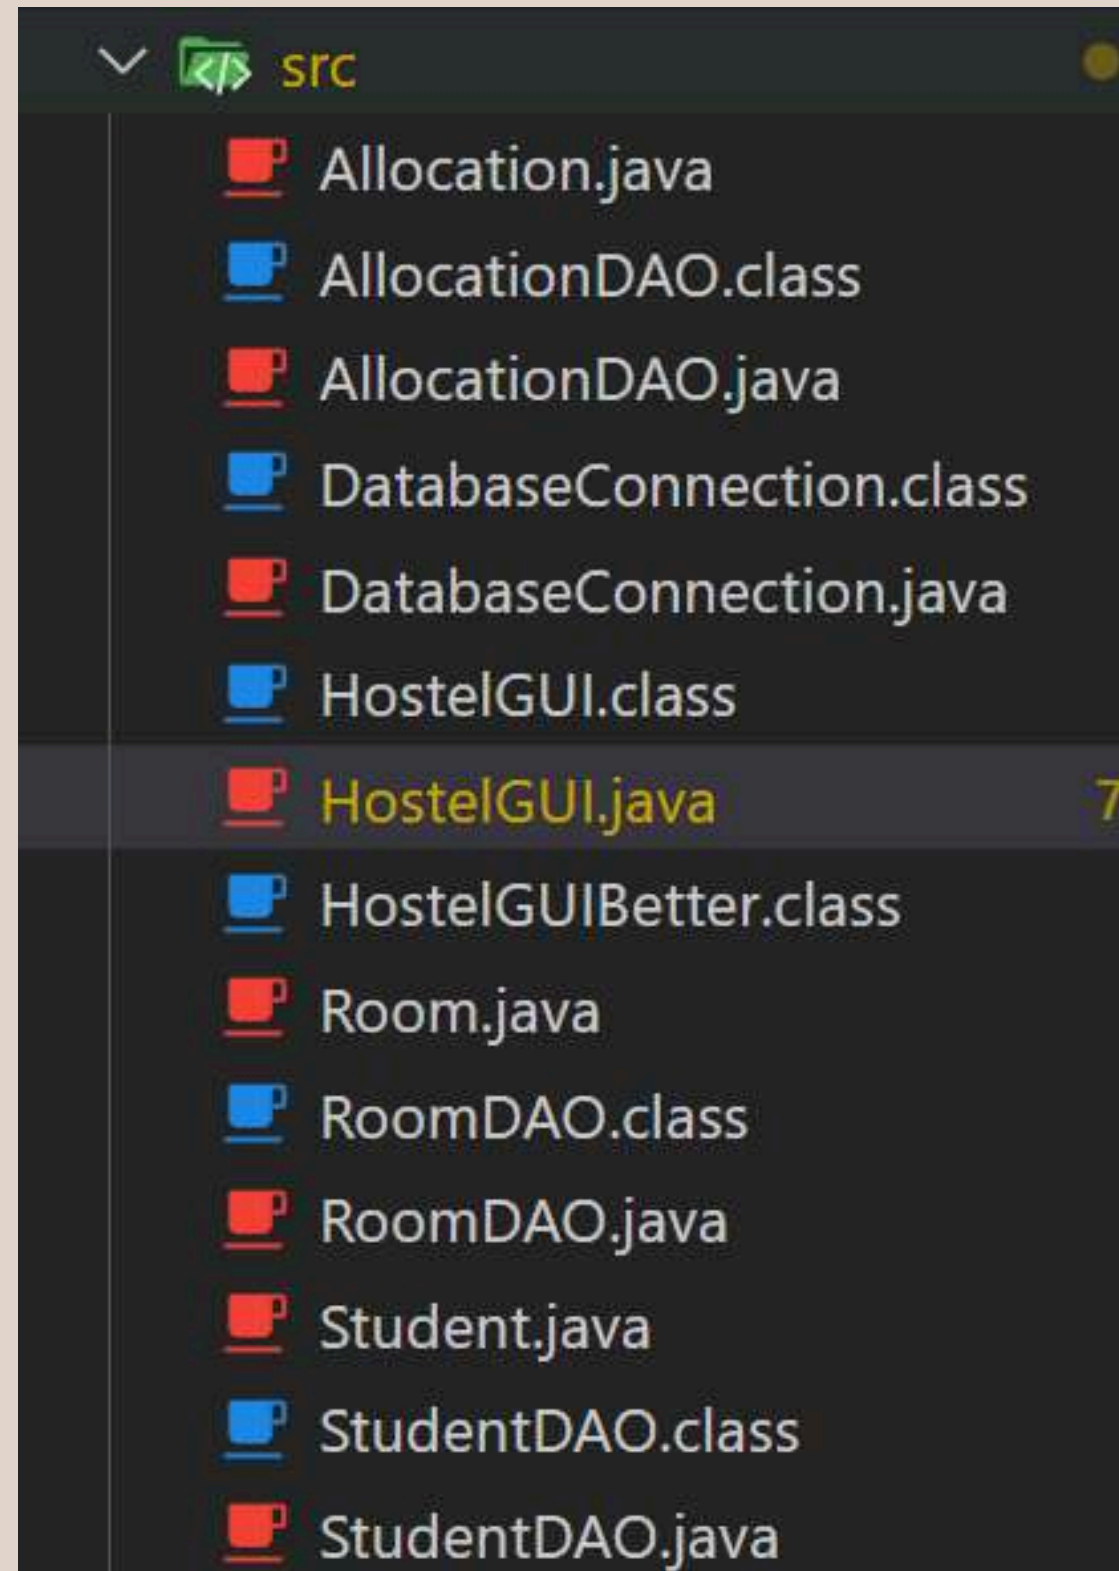 src
Allocation.java
AllocationDAO.class
AllocationDAO.java
DatabaseConnection.class
DatabaseConnection.java
HostelGUI.class
HostelGUI.java 7
HostelGUIBetter.class
Room.java
RoomDAO.class
RoomDAO.java
Student.java
StudentDAO.class
StudentDAO.java